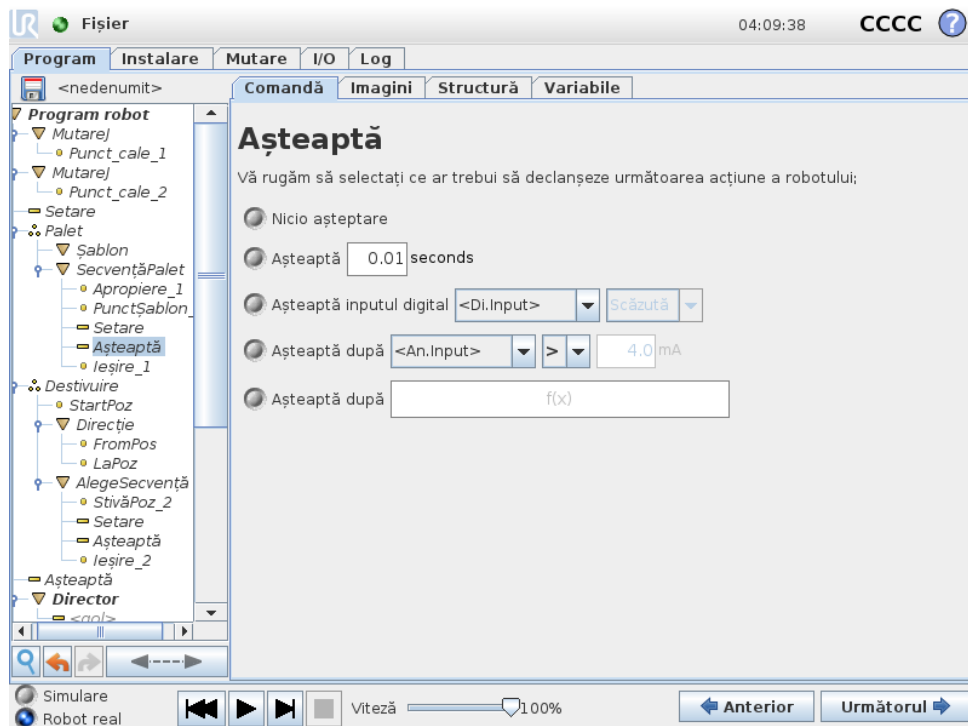 UR Fișier 04:09:38 CCCC ?
Program Instalare Mutare I/O Log
<nedenumit>
Comandă Imagini Structură Variabile
Program robot
MutareJ
Punct_cale_1
MutareJ
Punct_cale_2
Setare
Palet
Șablon
SecvențăPalet
Apropiere_1
PunctȘablon_
Setare
Așteaptă
Ieșire_1
Destivuire
StartPoz
Direcție
FromPos
LaPoz
AlegeSecvență
StivăPoz_2
Setare
Așteaptă
Ieșire_2
Așteaptă
Director
<gol>
Așteaptă
Vă rugăm să selectați ce ar trebui să declanșeze următoarea acțiune a robotului;
Nicio așteptare
Așteaptă 0.01 seconds
Așteaptă inputul digital <Di.Input> Scăzută
Așteaptă după <An.Input> > 4.0 mA
Așteaptă după f(x)
Simulare
Robot real
Viteză 100%
Anterior Următorul